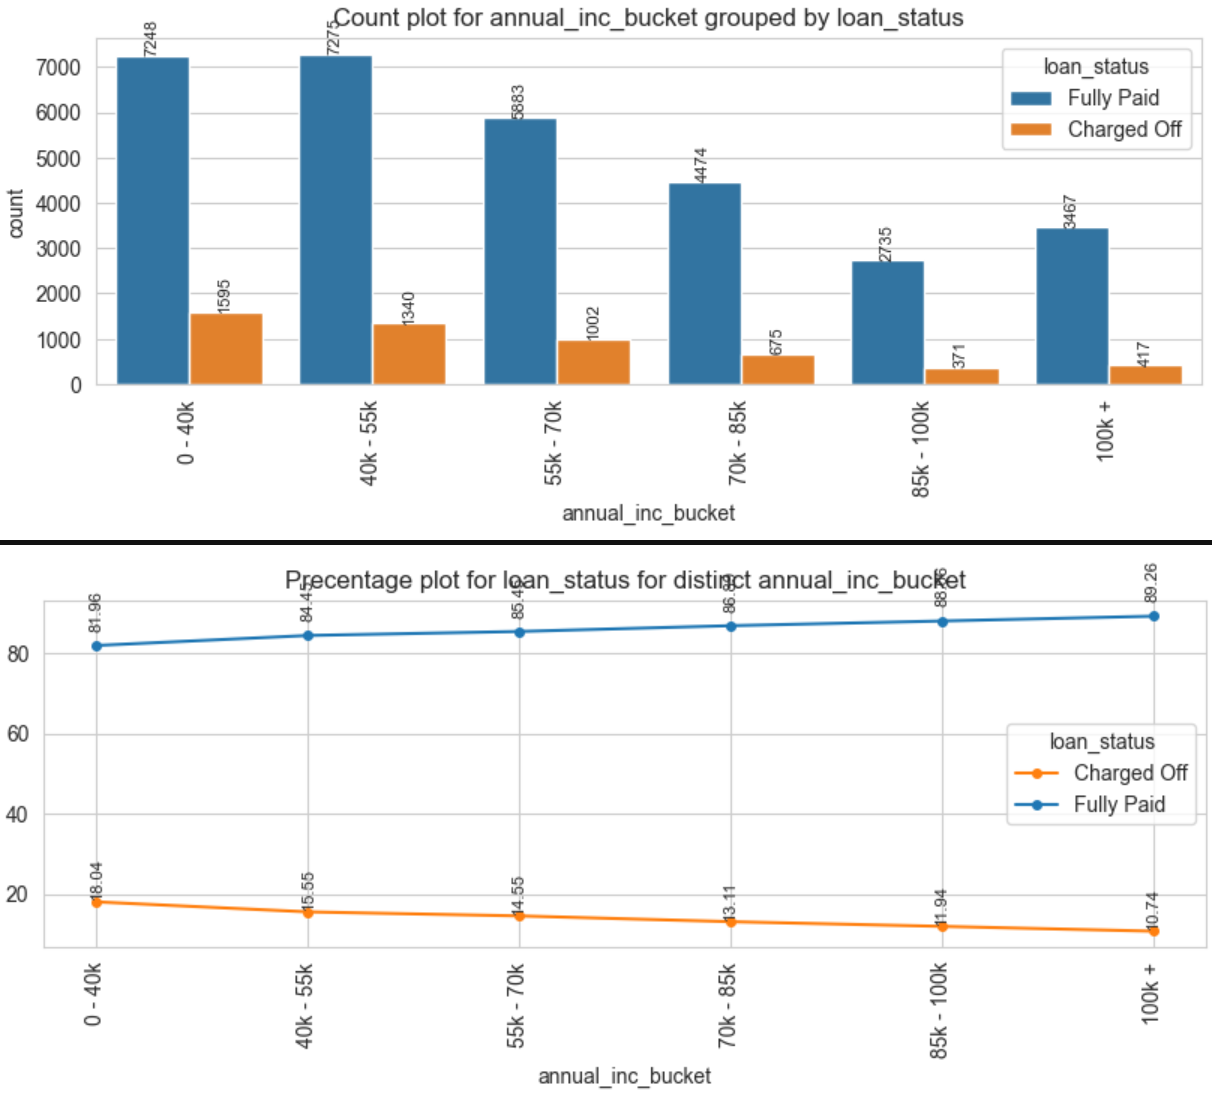 Count plot for annual_inc_bucket grouped by loan_status
7248
7275
5883
4474
2735
3467
1595
1340
1002
675
371
417
loan_status
Fully Paid
Charged Off
7000
6000
5000
4000
3000
2000
1000
0
count
0 - 40k
40k - 55k
55k - 70k
70k - 85k
85k - 100k
100k +
annual_inc_bucket
Precentage plot for loan_status for distinct annual_inc_bucket
81.96
84.45
85.45
89.26
loan_status
Charged Off
Fully Paid
80
60
40
20
18.04
15.55
14.55
13.11
11.94
10.74
0 - 40k
40k - 55k
55k - 70k
70k - 85k
85k - 100k
100k +
annual_inc_bucket